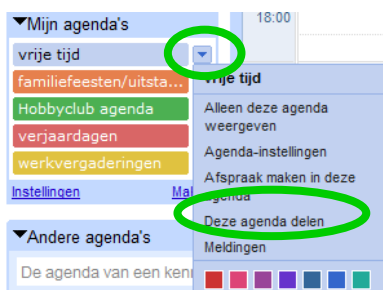 Mijn agenda's
18:00
vrije tijd
familiefeesten/uitsta...
Hobbyclub agenda
verjaardagen
werkvergaderingen
Instellingen
vrije tijd
Alleen deze agenda
weergeven
Agenda-instellingen
Afspraak maken in deze
agenda
Deze agenda delen
Meldingen
Andere agenda's
De agenda van een